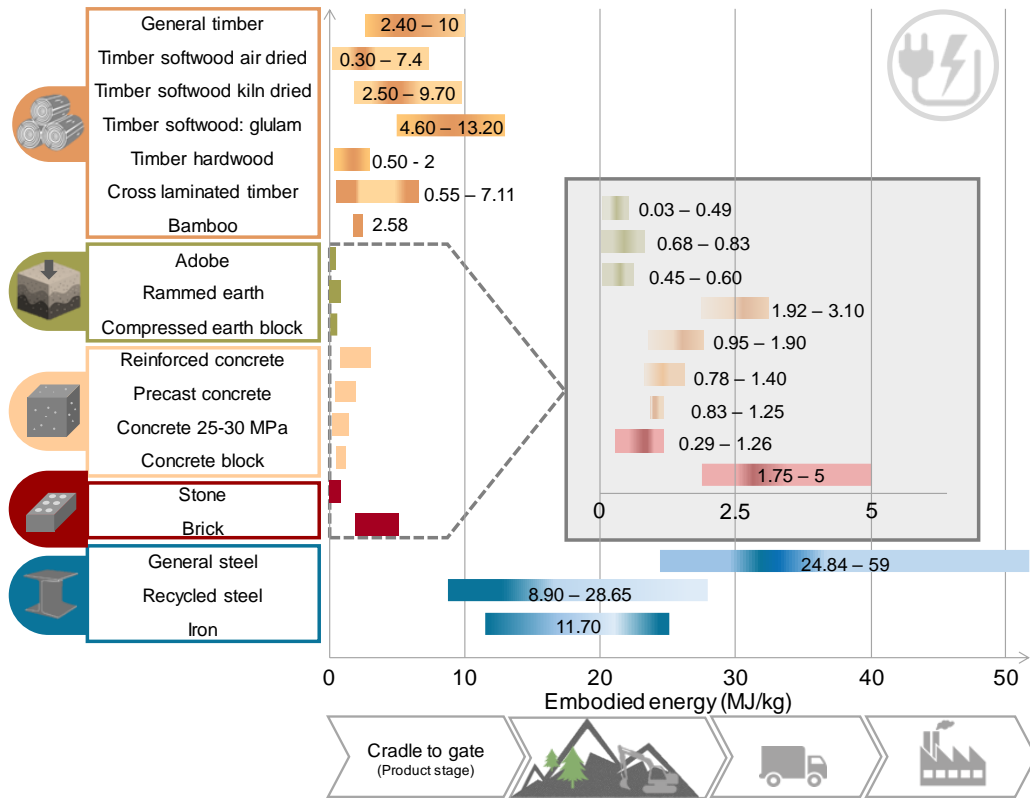 General timber
2.40 – 10
Timber softwood air dried
0.30 – 7.4
Timber softwood kiln dried
2.50 – 9.70
Timber softwood: glulam
4.60 – 13.20
Timber hardwood
0.50 - 2
Cross laminated timber
0.55 – 7.11
Bamboo
2.58
Adobe
Rammed earth
Compressed earth block
Reinforced concrete
Precast concrete
Concrete 25-30 MPa
Concrete block
Stone
Brick
0.03 – 0.49
0.68 – 0.83
0.45 – 0.60
1.92 – 3.10
0.95 – 1.90
0.78 – 1.40
0.83 – 1.25
0.29 – 1.26
1.75 – 5
0 2.5 5
General steel
24.84 – 59
Recycled steel
8.90 – 28.65
Iron
11.70
0 10 20 30 40 50
Embodied energy (MJ/kg)
Cradle to gate
(Product stage)